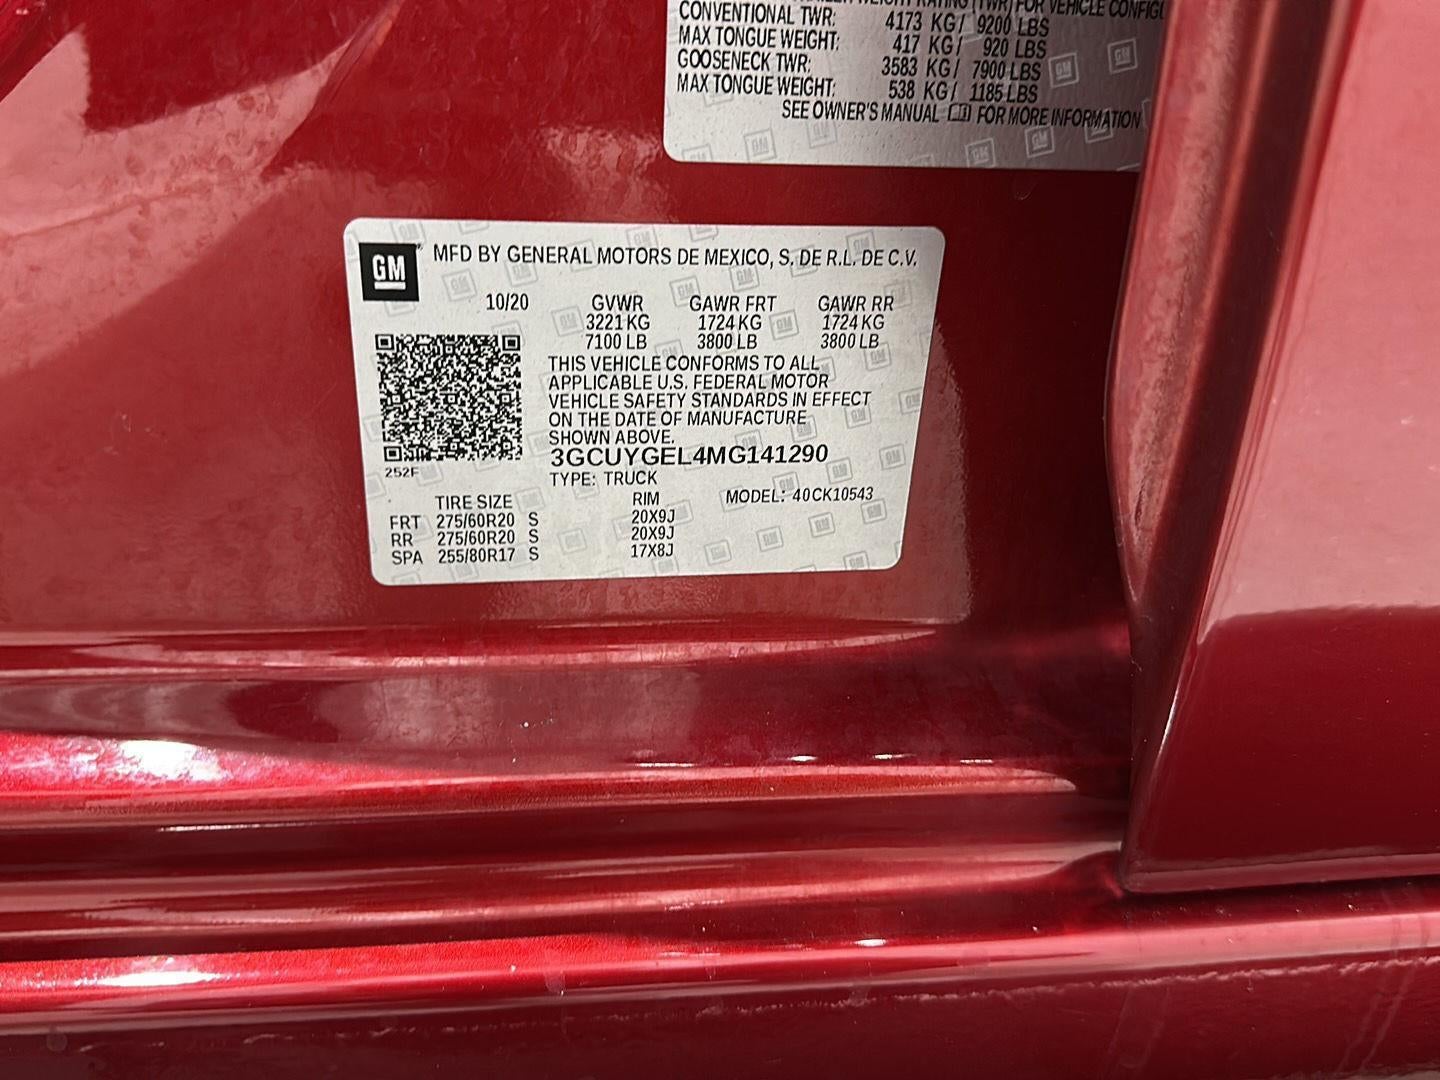 WEIGHT RATING (TWR) FOR VEHICLE
CONVENTIONAL TWR: 4173 KG/ 9200 LBS
MAX TONGUE WEIGHT: 417 KG/ 920 LBS
GOOSENECK TWR: 3583 KG/ 7900 LBS
MAX TONGUE WEIGHT: 538 KG/ 1185 LBS
SEE OWNER'S MANUAL FOR MORE INFORMATION
GM MFD BY GENERAL MOTORS DE MEXICO, S. DE R.L. DE C.V.
10/20 GVWR GAWR FRT GAWR RR
3221 KG 1724 KG 1724 KG
7100 LB 3800 LB 3800 LB
THIS VEHICLE CONFORMS TO ALL
APPLICABLE U.S. FEDERAL MOTOR
VEHICLE SAFETY STANDARDS IN EFFECT
ON THE DATE OF MANUFACTURE
SHOWN ABOVE.
3GCUYGEL4MG141290
252F
TYPE: TRUCK
TIRE SIZE RIM MODEL: 40CK10543
FRT 275/60R20 S 20X9J
RR 275/60R20 S 20X9J
SPA 255/80R17 S 17X8J